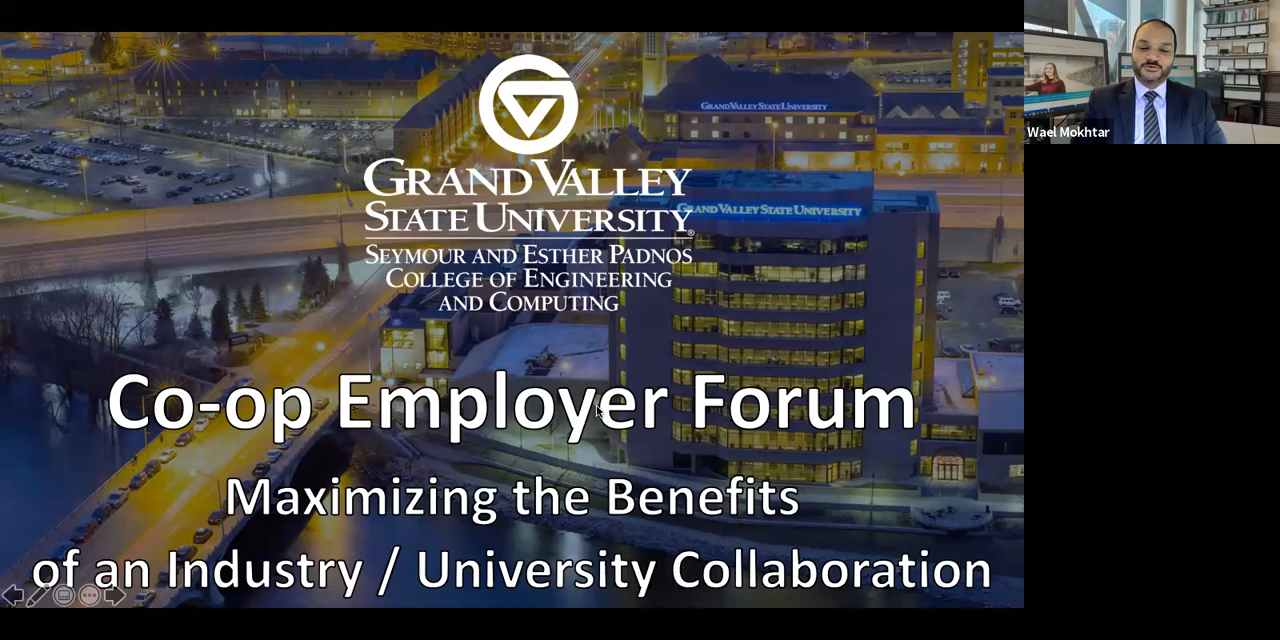 GRAND VALLEY
STATE UNIVERSITY®
SEYMOUR AND ESTHER PADNOS
COLLEGE OF ENGINEERING
AND COMPUTING
GRAND VALLEY STATE UNIVERSITY
GRAND VALLEY STATE UNIVERSITY
Co-op Employer Forum
Maximizing the Benefits
of an Industry / University Collaboration
Wael Mokhtar